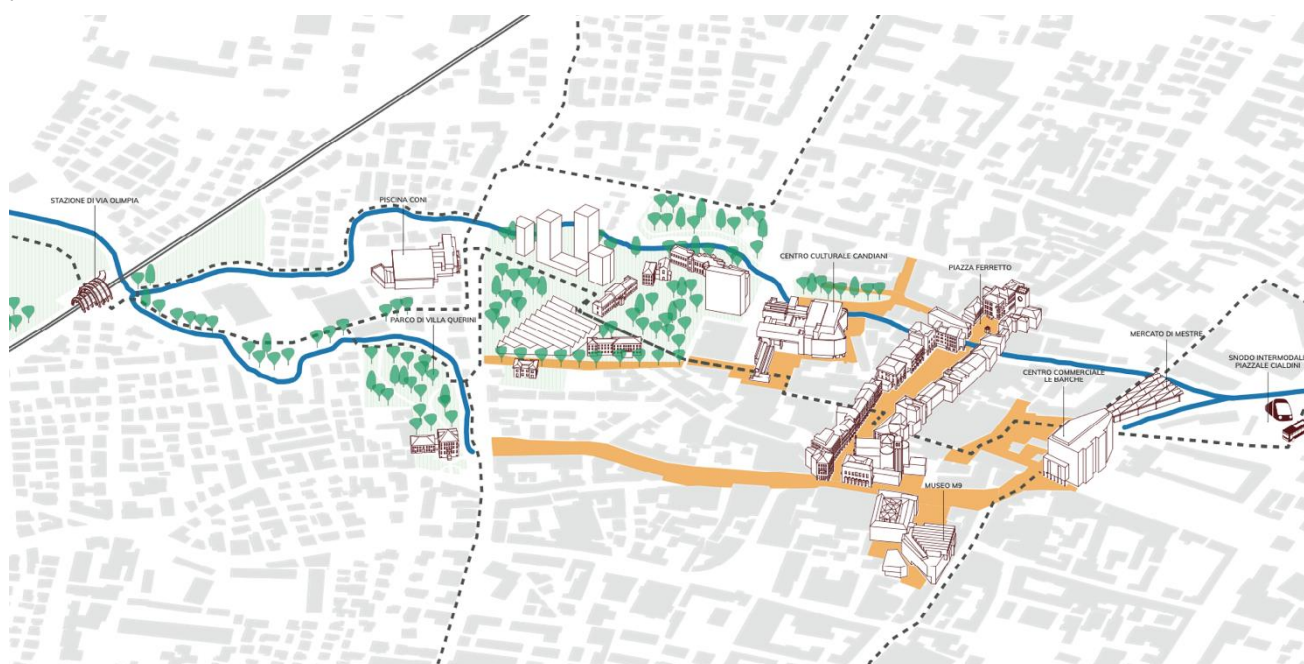 STAZIONE DI VIA OLIMPIA
PISCINA CONI
CENTRO CULTURALE CANDIANI
PIAZZA FERRETTO
PARCO DI VILLA QUERINI
MERCATO DI MESTRE
SNODO INTERMODALE
PIAZZALE CIALDINI
CENTRO COMMERCIALE
LE BARCHE
MUSEO M9